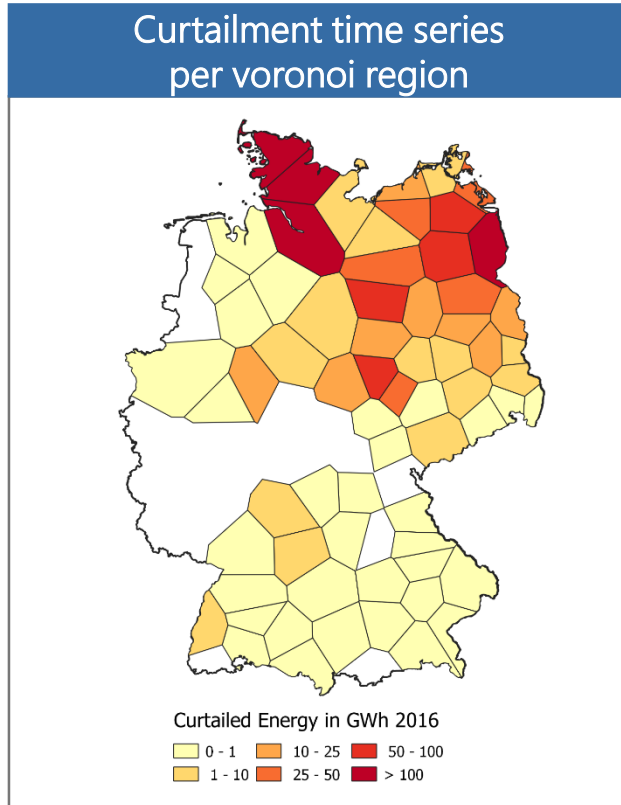 Curtailment time series
per voronoi region
Curtailed Energy in GWh 2016
0 - 1 10 - 25 50 - 100
1 - 10 25 - 50 > 100